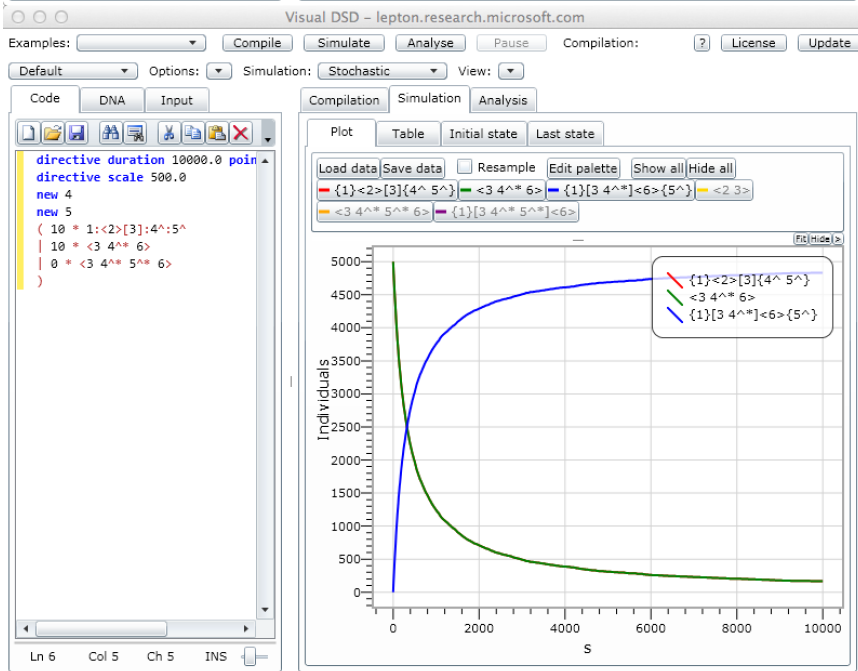 Visual DSD – lepton.research.microsoft.com
Examples: Compile Simulate Analyse Pause Compilation: ? License Update
Default Options: Simulation: Stochastic View:
Code DNA Input
Compilation Simulation Analysis
Plot Table Initial state Last state
Load data Save data Resample Edit palette Show all Hide all
{1}<2>[3]{4^ 5^} <3 4^* 6> {1}[3 4^*]<6>{5^} <2 3>
<3 4^* 5^* 6> {1}[3 4^* 5^*]<6>
directive duration 10000.0 poin
directive scale 500.0
new 4
new 5
( 10 * 1:<2>[3]:4^:5^
| 10 * <3 4^* 6>
| 0 * <3 4^* 5^* 6>
)
Fit Hide >
{1}<2>[3]{4^ 5^}
<3 4^* 6>
{1}[3 4^*]<6>{5^}
Individuals
5000
4500
4000
3500
3000
2500
2000
1500
1000
500
0
0 2000 4000 6000 8000 10000
S
Ln 6 Col 5 Ch 5 INS